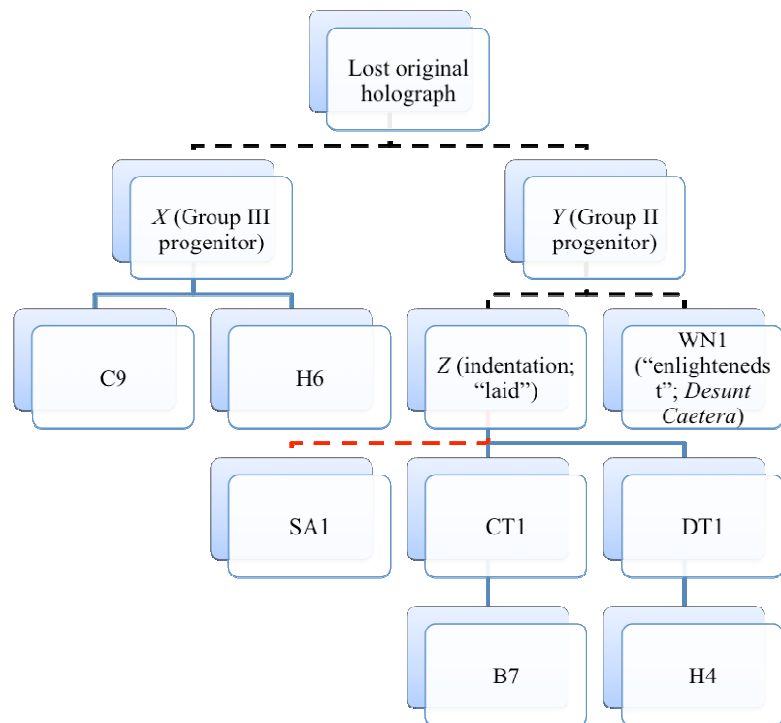 Lost original
holograph
X (Group III
progenitor)
Y (Group II
progenitor)
C9
H6
Z (indentation;
“laid”)
WN1
(“enlighteneds
t”; Desunt
Caetera)
SA1
CT1
DT1
B7
H4